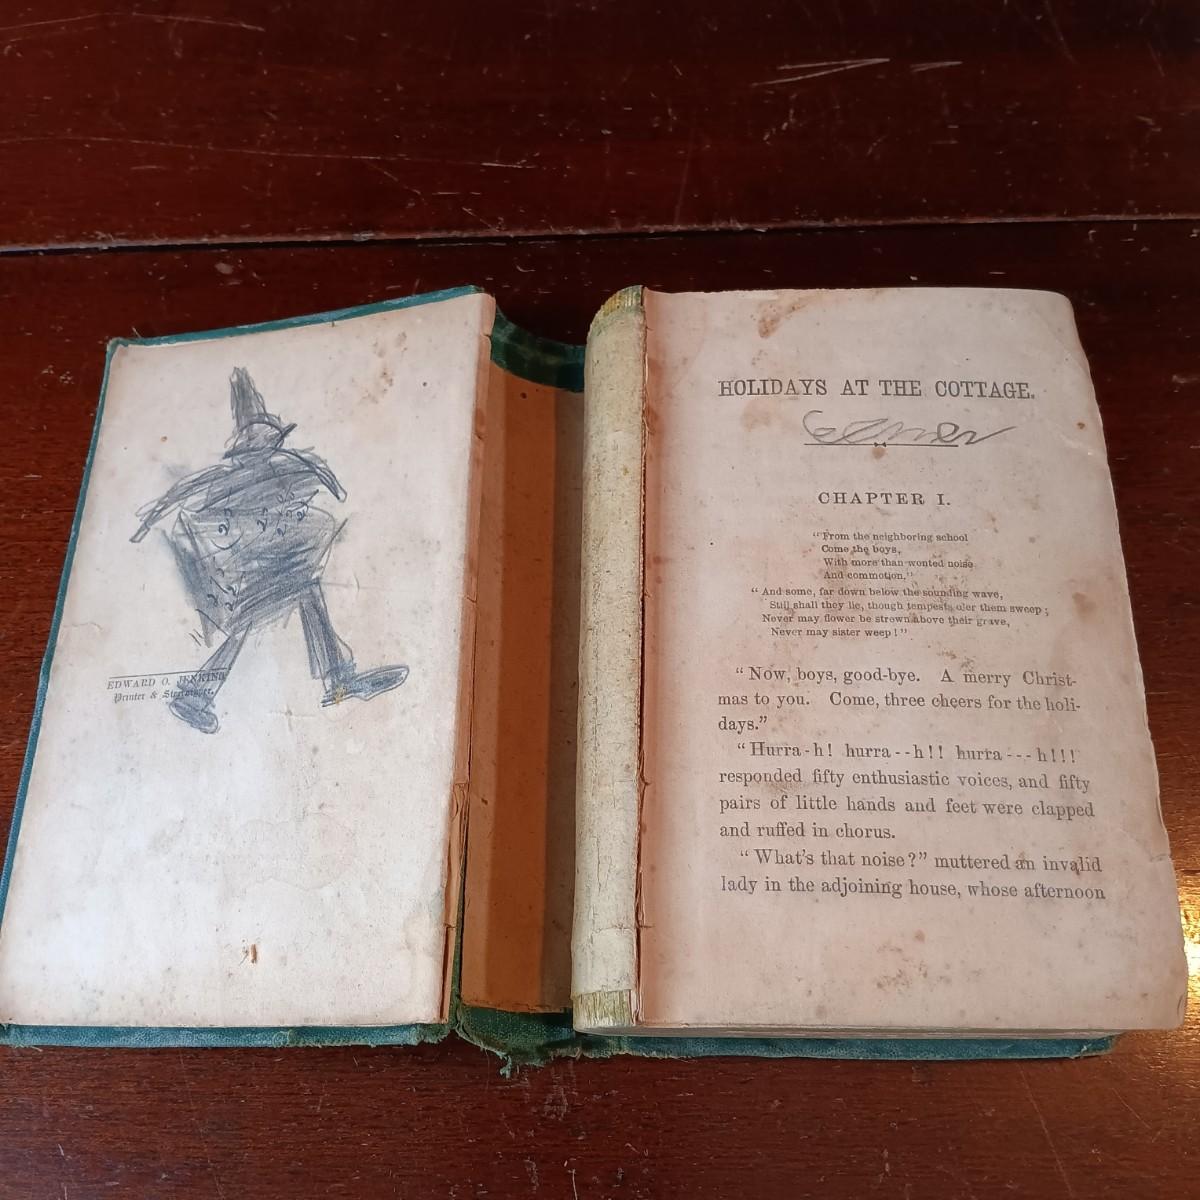 EDWARD O. JENKINS,
Printer & Stereotyper.
HOLIDAYS AT THE COTTAGE.
CHAPTER I.
“From the neighboring school
Come the boys,
With more than wonted noise
And commotion,”
“And some, far down below the sounding wave,
Still shall they lie, though tempests o'er them sweep;
Never may flower be strewn above their grave,
Never may sister weep!”
“Now, boys, good-bye. A merry Christ-
mas to you. Come, three cheers for the holi-
days.”
“Hurra-h! hurra--h!! hurra---h!!!
responded fifty enthusiastic voices, and fifty
pairs of little hands and feet were clapped
and ruffed in chorus.
“What's that noise?” muttered an invalid
lady in the adjoining house, whose afternoon